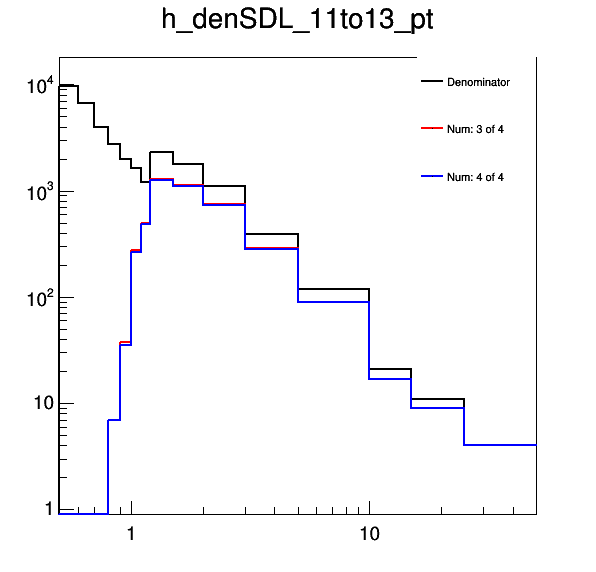 h_denSDL_11to13_pt
10^4
Denominator
Num: 3 of 4
10^3
Num: 4 of 4
10^2
10
1
1 10